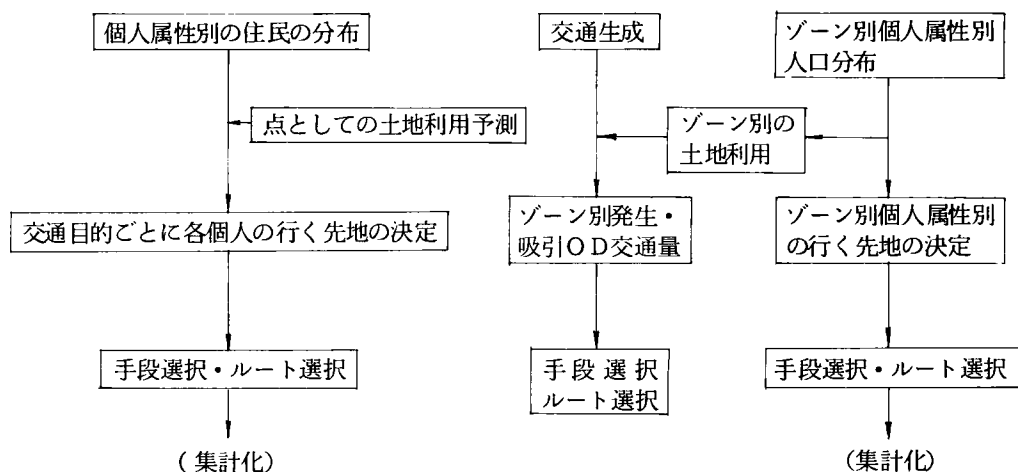 個人属性別の住民の分布
点としての土地利用予測
交通目的ごとに各個人の行く先地の決定
手段選択・ルート選択
(集計化)
交通生成
ゾーン別の
土地利用
ゾーン別発生・
吸引OD交通量
手段選択
ルート選択
ゾーン別個人属性別
人口分布
ゾーン別個人属性別
の行く先地の決定
手段選択・ルート選択
(集計化)